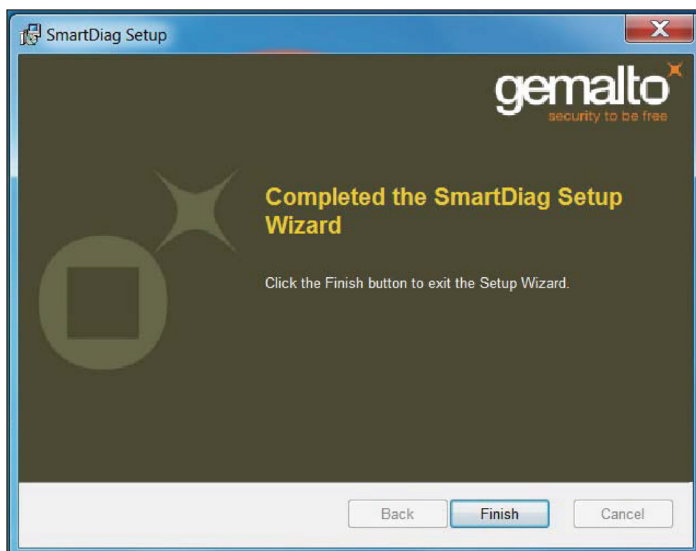 SmartDiag Setup
gemalto
security to be free
Completed the SmartDiag Setup
Wizard
Click the Finish button to exit the Setup Wizard.
Back Finish Cancel